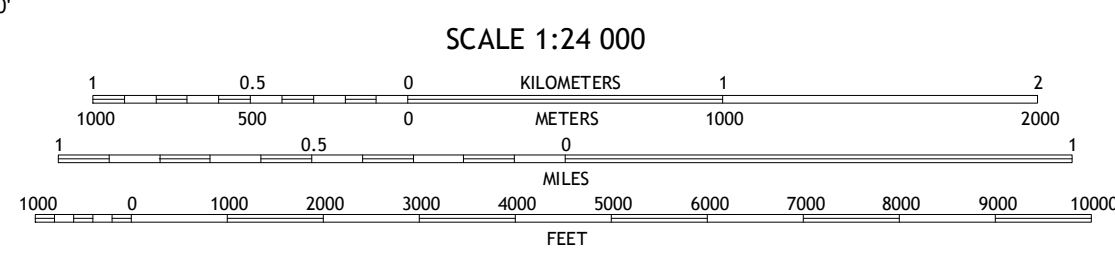 0'
SCALE 1:24 000
1 0.5 0 KILOMETERS 1 2
1000 500 0 METERS 1000 2000
1 0.5 0 1
MILES
1000 0 1000 2000 3000 4000 5000 6000 7000 8000 9000 10000
FEET